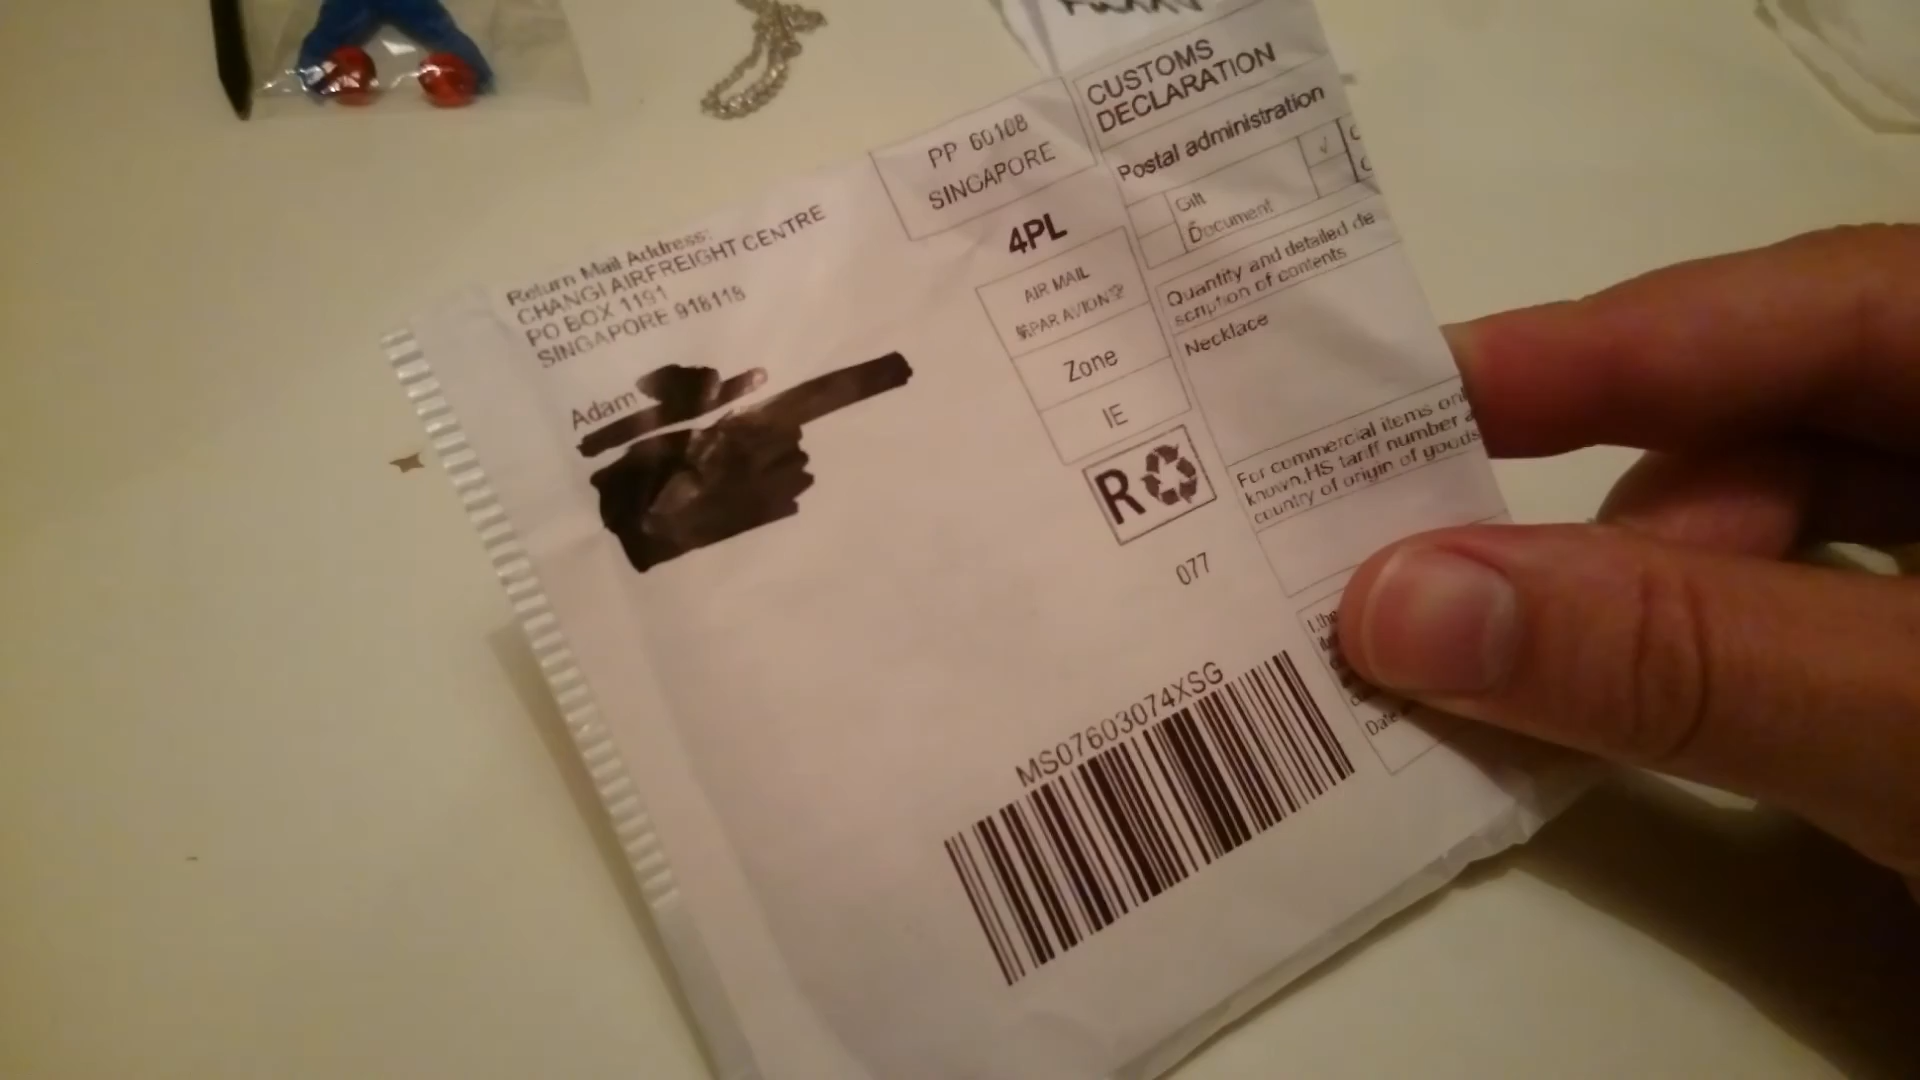 Return Mail Address:
CHANGI AIRFREIGHT CENTRE
PO BOX 1191
SINGAPORE 918118
Adam
PP 60108
SINGAPORE
4PL
AIR MAIL
PAR AVION
Zone
IE
R
077
MS07603074XSG
CUSTOMS
DECLARATION
Postal administration
√
Gift
Document
Quantity and detailed de
scription of contents
Necklace
For commercial items onl
known,HS tariff number a
country of origin of goods
I,the
Date